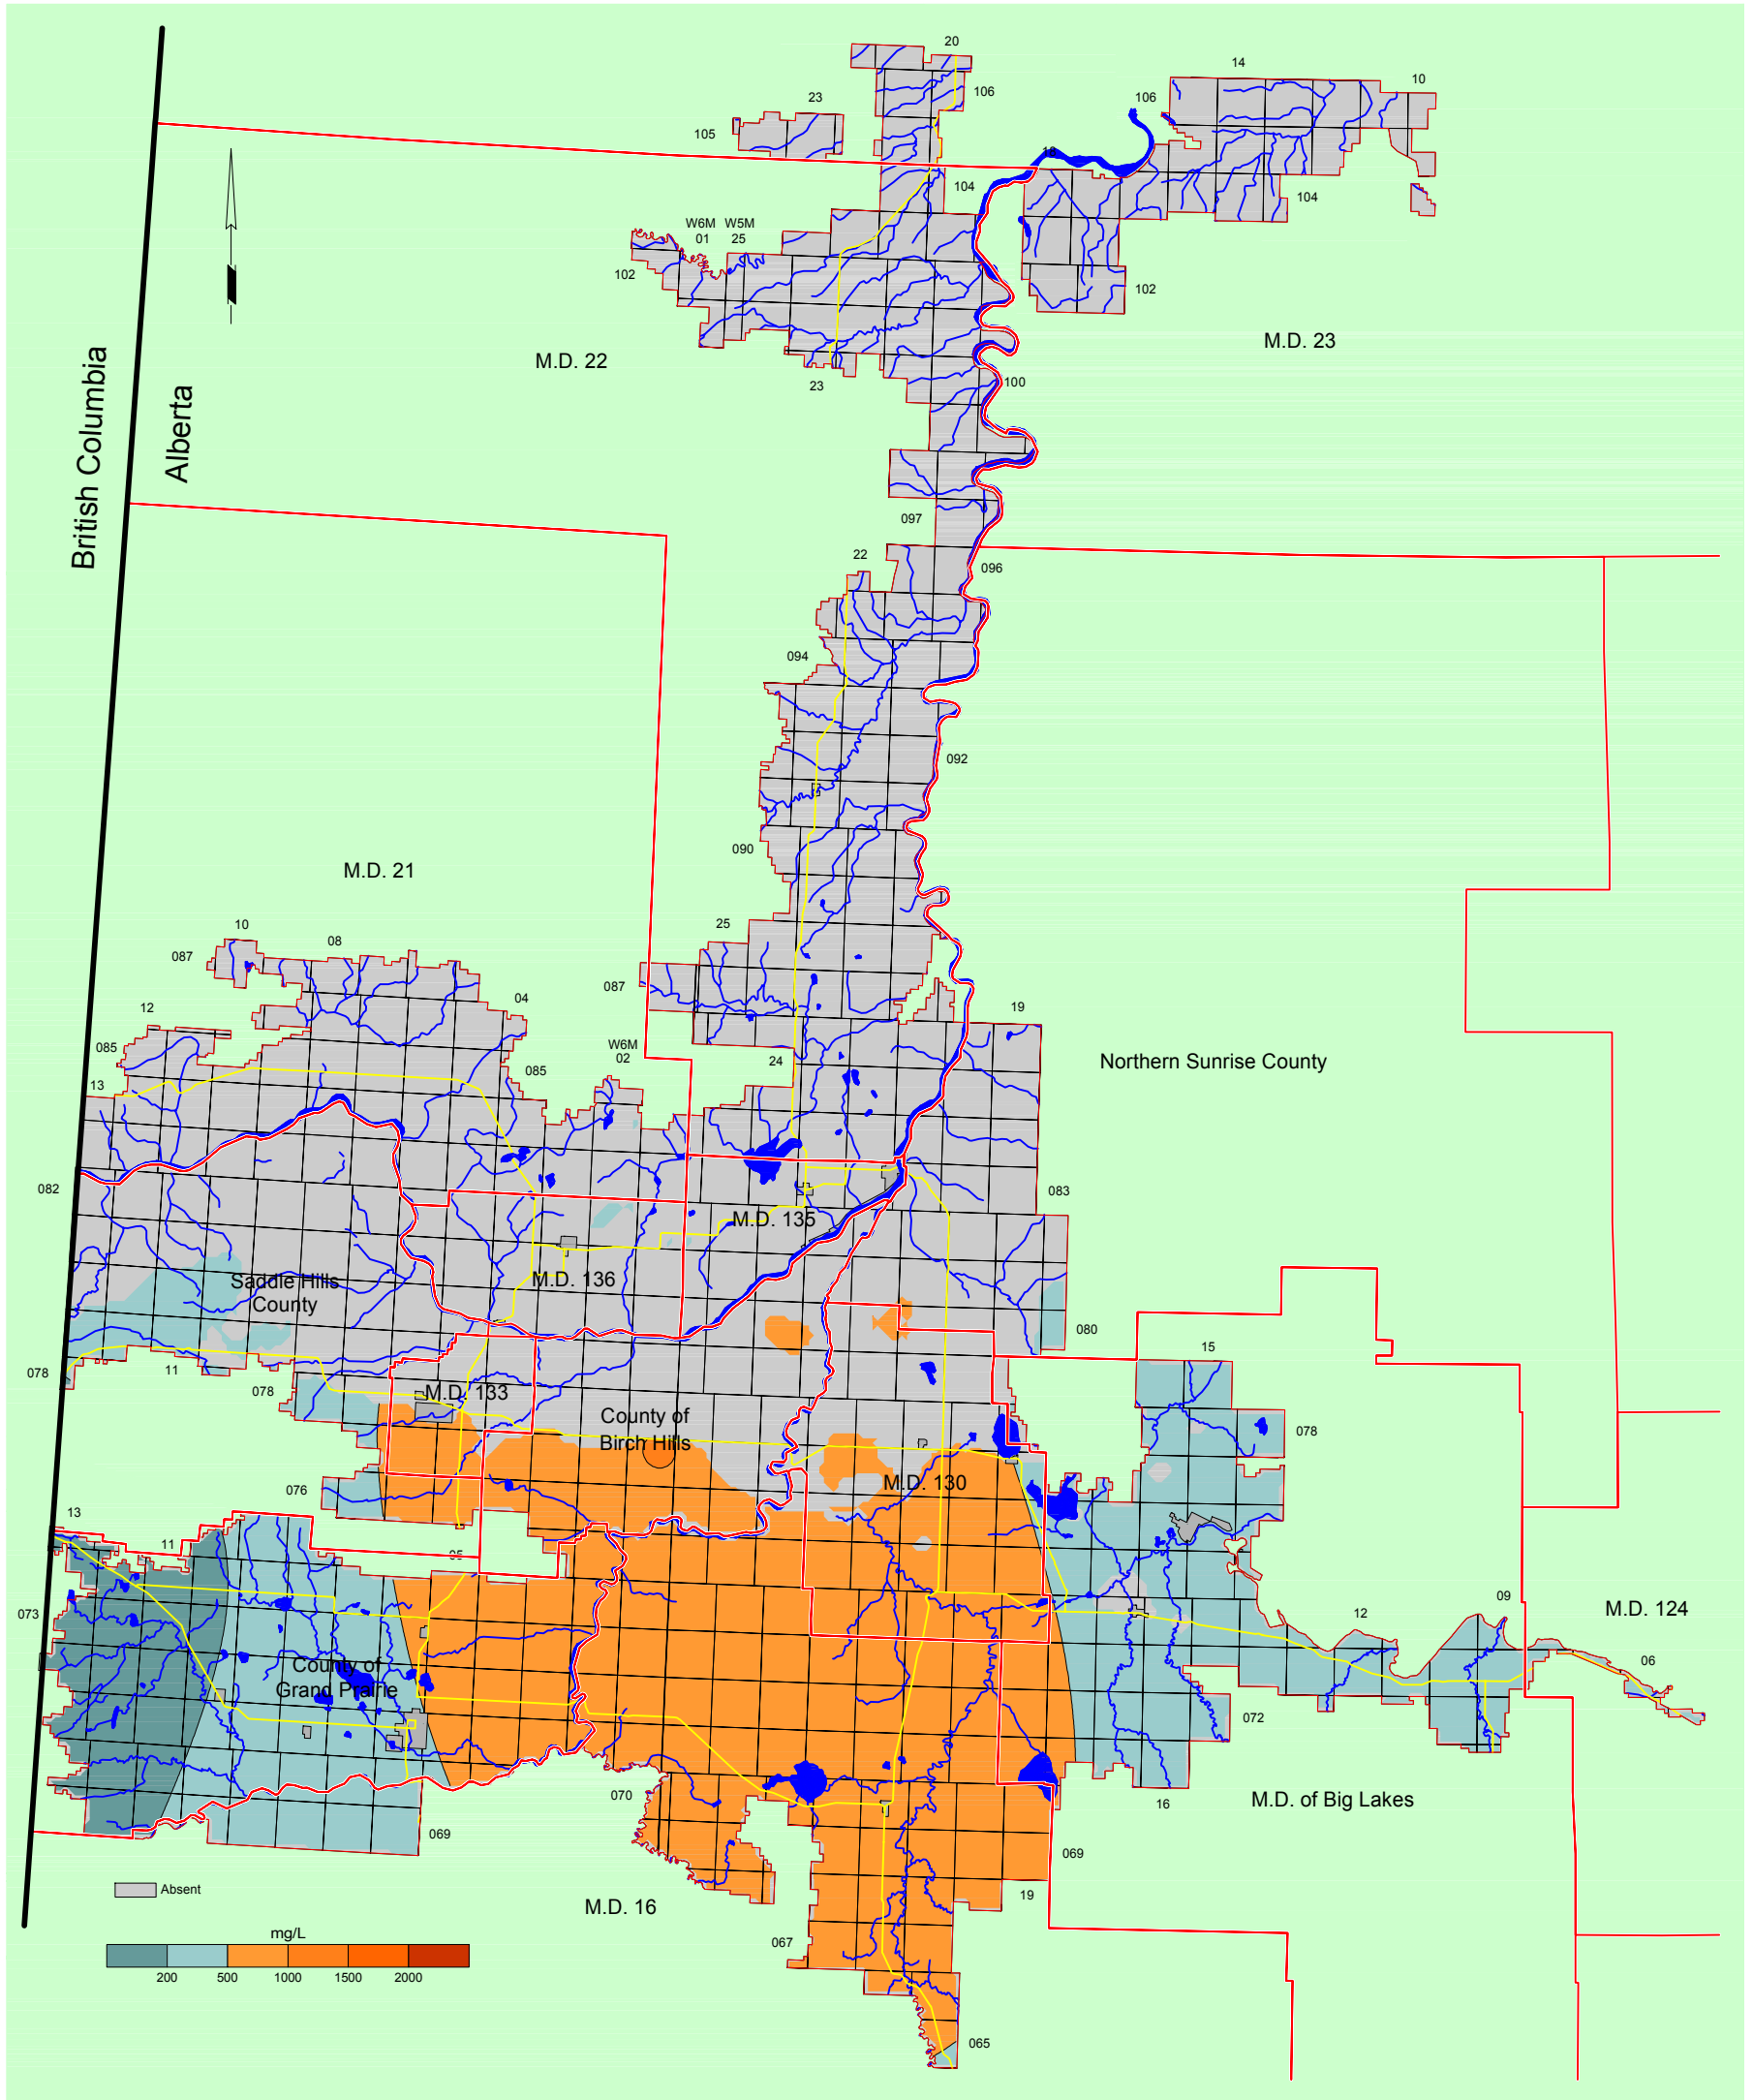 20
106
23
105
106
14
10
18
104
104
W6M W5M
01 25
102
102
M.D. 22
M.D. 23
23
100
British Columbia
Alberta
097
22
096
094
092
090
M.D. 21
10
08
25
087
087
04
12
19
085
W6M
02
24
085
13
Northern Sunrise County
082
083
M.D. 135
Saddle Hills
County
M.D. 136
080
15
078
11
078
M.D. 133
County of
Birch Hills
078
M.D. 130
076
13
11
05
073
09
12
M.D. 124
County of
Grand Prairie
06
072
070
16
M.D. of Big Lakes
069
069
Absent
19
M.D. 16
mg/L
067
200 500 1000 1500 2000
065